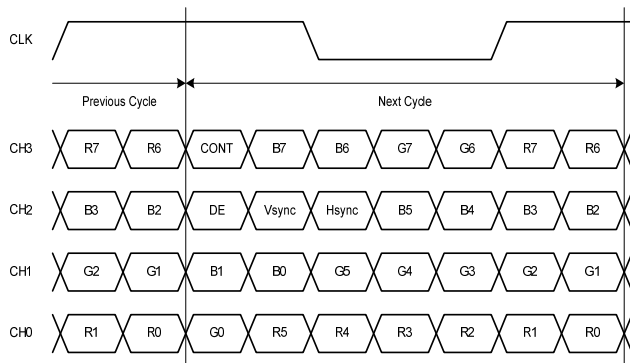 CLK
Previous Cycle Next Cycle
CH3 R7 R6 CONT B7 B6 G7 G6 R7 R6
CH2 B3 B2 DE Vsync Hsync B5 B4 B3 B2
CH1 G2 G1 B1 B0 G5 G4 G3 G2 G1
CH0 R1 R0 G0 R5 R4 R3 R2 R1 R0